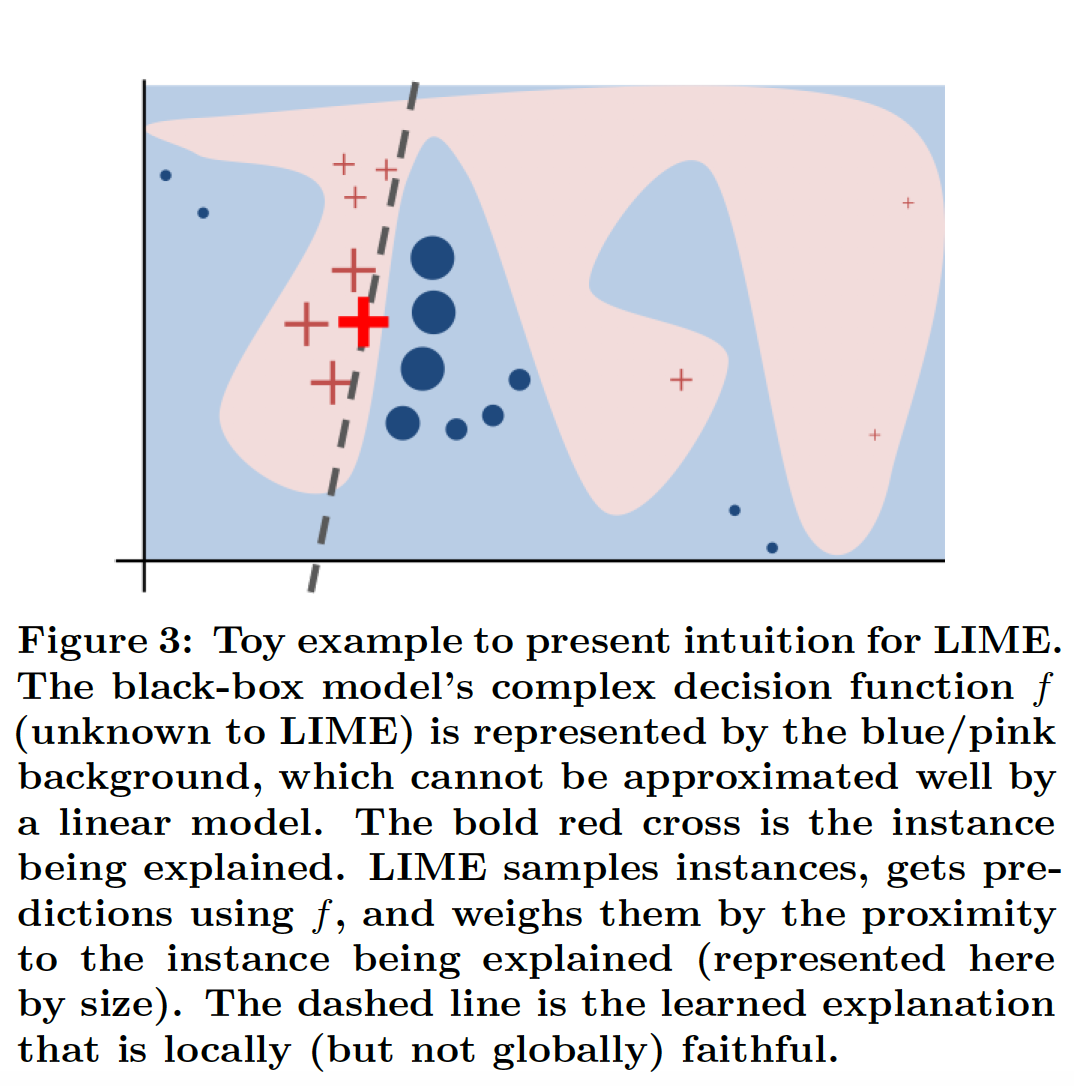 Figure 3: Toy example to present intuition for LIME.
The black-box model's complex decision function f
(unknown to LIME) is represented by the blue/pink
background, which cannot be approximated well by
a linear model. The bold red cross is the instance
being explained. LIME samples instances, gets pre-
dictions using f, and weighs them by the proximity
to the instance being explained (represented here
by size). The dashed line is the learned explanation
that is locally (but not globally) faithful.